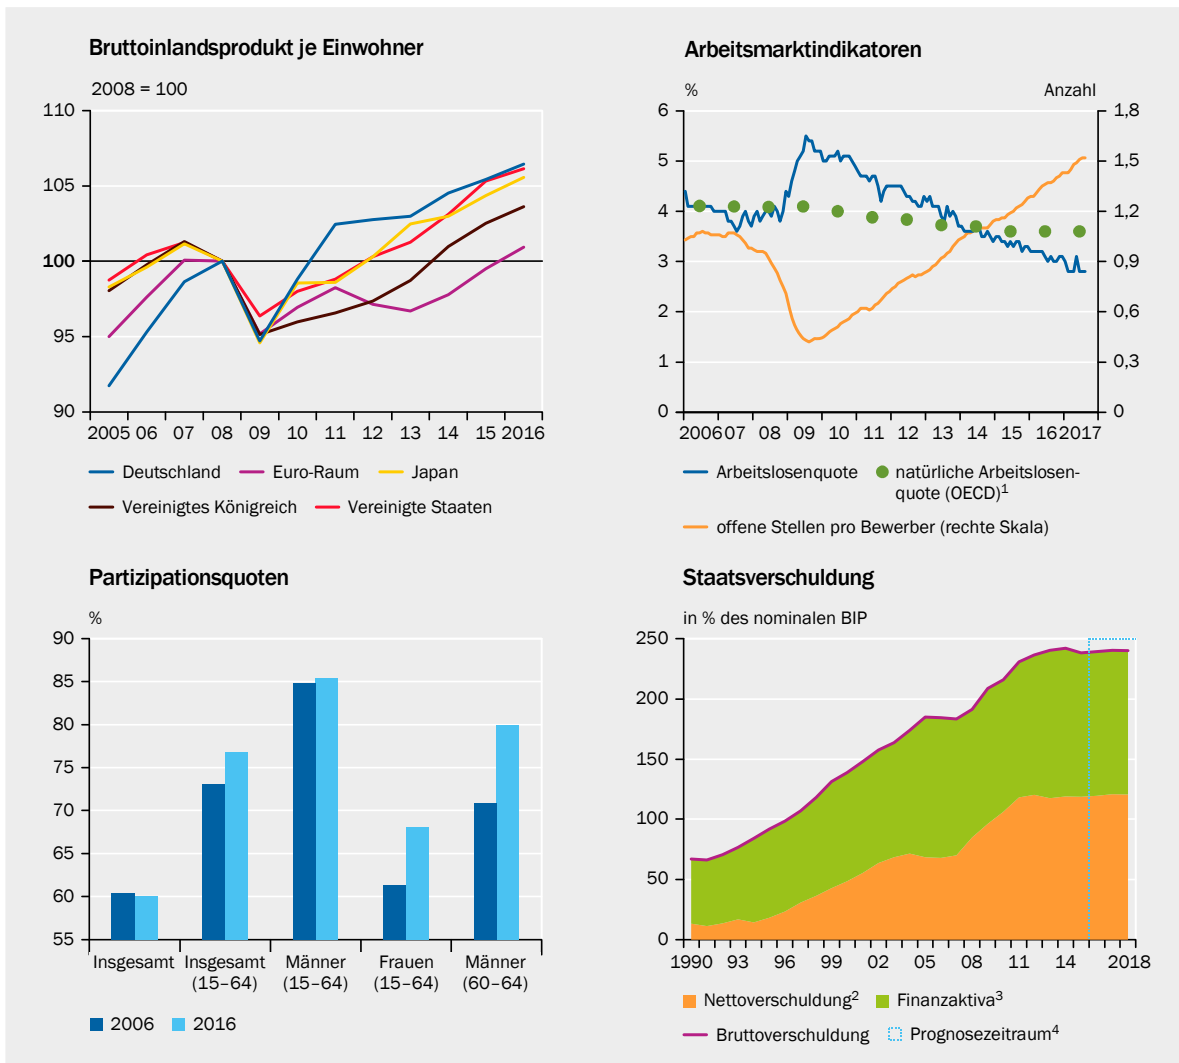 Bruttoinlandsprodukt je Einwohner
2008 = 100
110
105
100
95
90
2005 06 07 08 09 10 11 12 13 14 15 2016
Deutschland Euro-Raum Japan
Vereinigtes Königreich Vereinigte Staaten
Arbeitsmarktindikatoren
% Anzahl
6 1,8
5 1,5
4 1,2
3 0,9
2 0,6
1 0,3
0 0
2006 07 08 09 10 11 12 13 14 15 16 2017
Arbeitslosenquote natürliche Arbeitslosen-
quote (OECD)1
offene Stellen pro Bewerber (rechte Skala)
Partizipationsquoten
%
90
85
80
75
70
65
60
55
Insgesamt Insgesamt Männer Frauen Männer
(15–64) (15–64) (15–64) (60–64)
2006 2016
Staatsverschuldung
in % des nominalen BIP
250
200
150
100
50
0
1990 93 96 99 02 05 08 11 14 2018
Nettoverschuldung2 Finanzaktiva3
Bruttoverschuldung Prognosezeitraum4